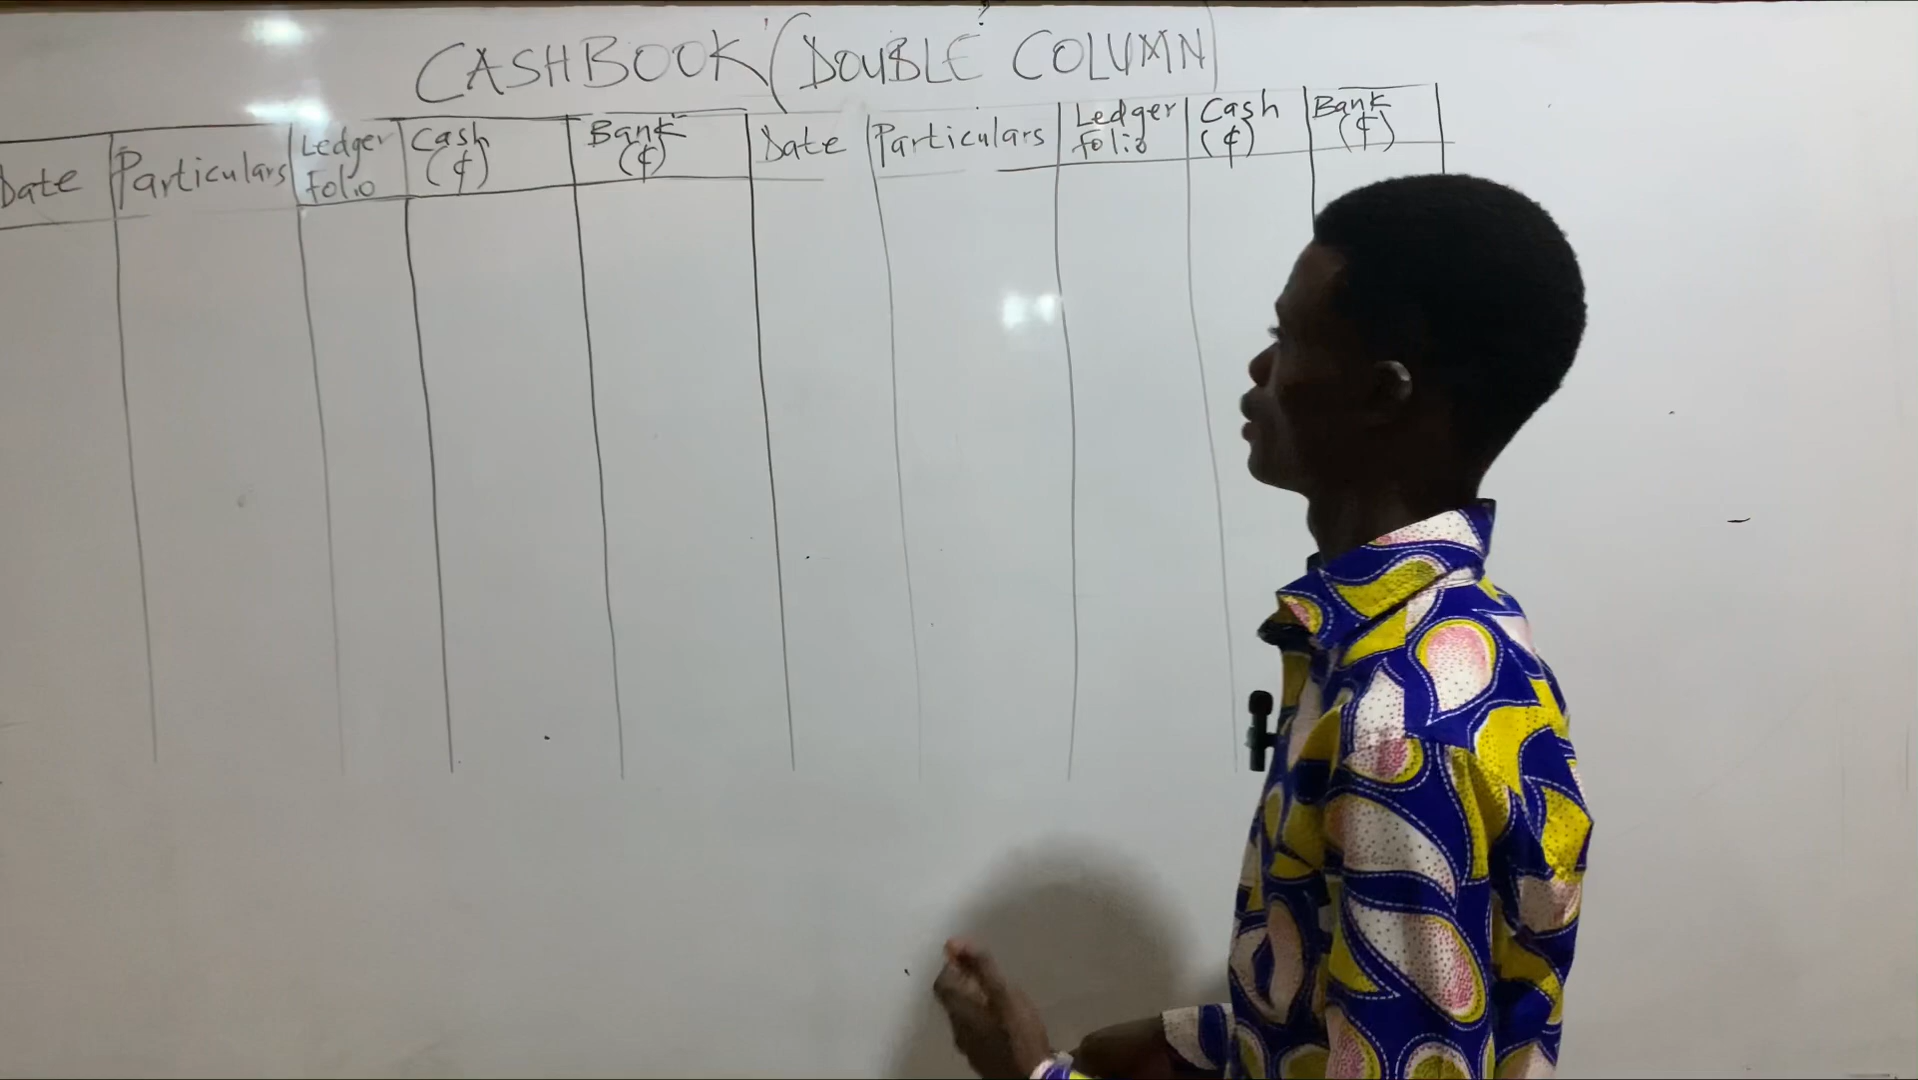 CASHBOOK (DOUBLE COLUMN)
Date Particulars Ledger Folio Cash (₵) Bank (₵) Date Particulars Ledger Folio Cash (₵) Bank (₵)